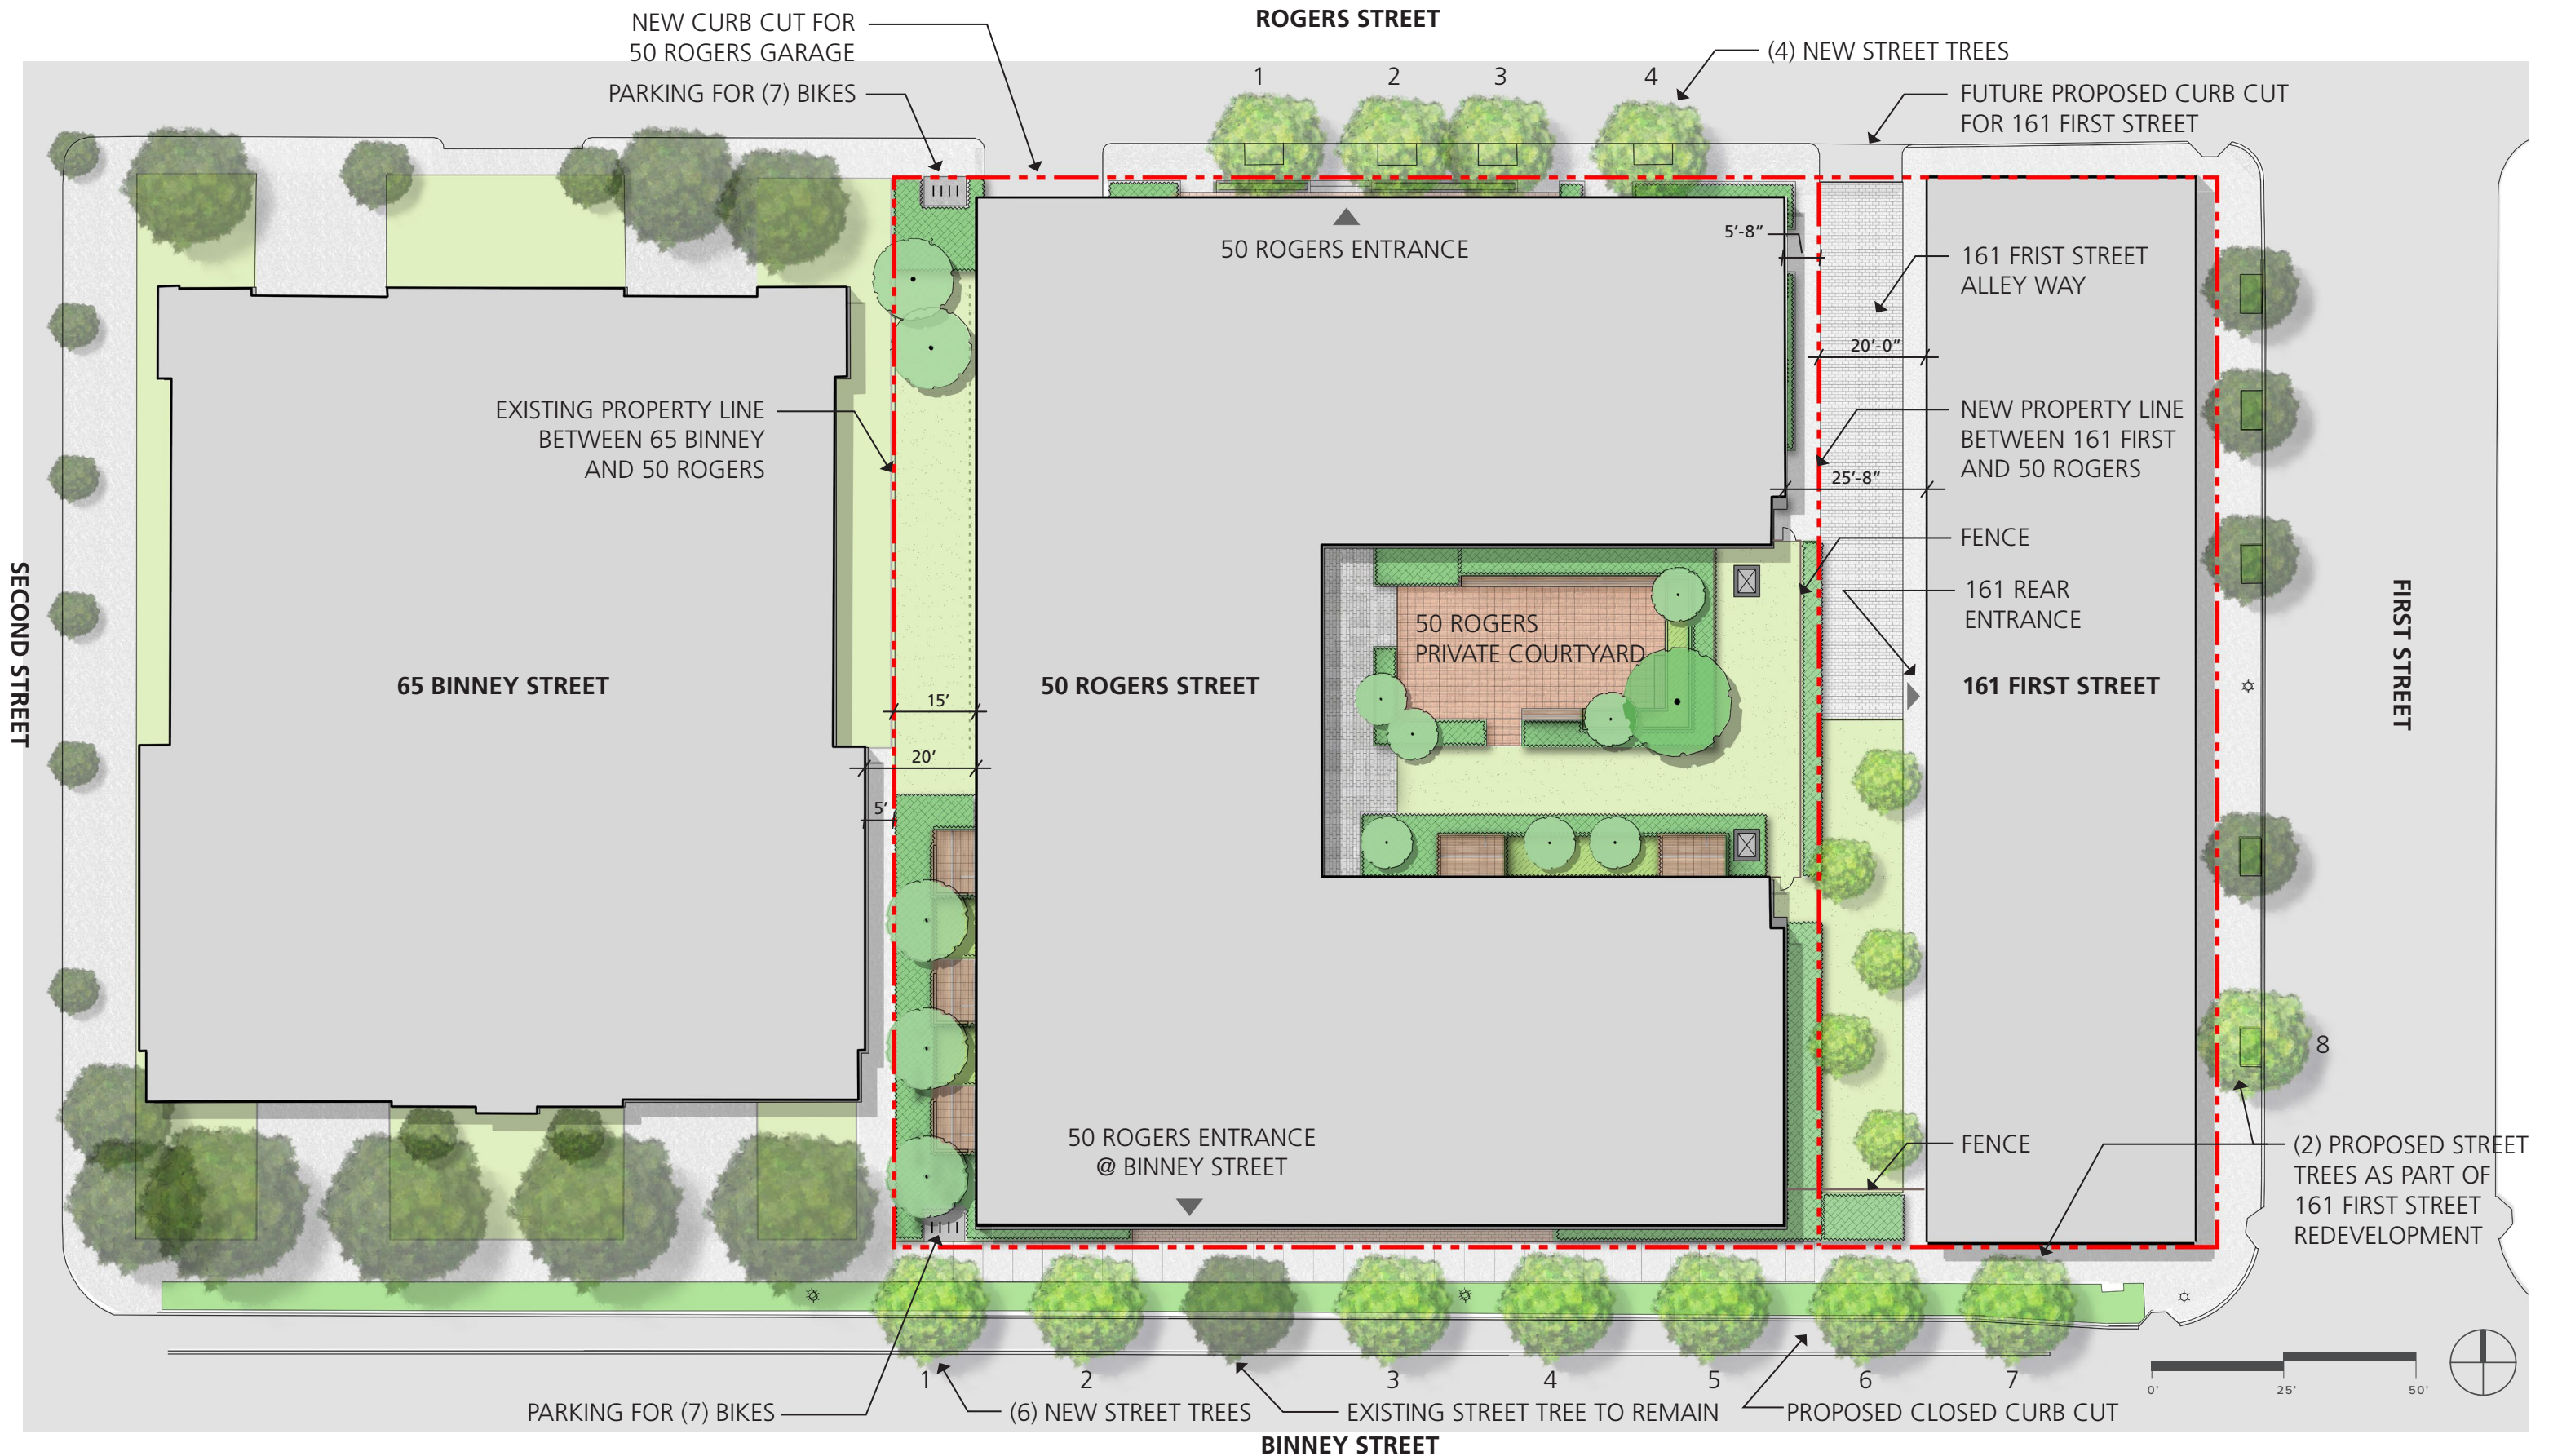 ROGERS STREET
NEW CURB CUT FOR
50 ROGERS GARAGE
PARKING FOR (7) BIKES
1
2
3
4
(4) NEW STREET TREES
FUTURE PROPOSED CURB CUT
FOR 161 FIRST STREET
50 ROGERS ENTRANCE
5'-8"
161 FRIST STREET
ALLEY WAY
20'-0"
EXISTING PROPERTY LINE
BETWEEN 65 BINNEY
AND 50 ROGERS
NEW PROPERTY LINE
BETWEEN 161 FIRST
AND 50 ROGERS
25'-8"
FENCE
161 REAR
ENTRANCE
50 ROGERS
PRIVATE COURTYARD
SECOND STREET
65 BINNEY STREET
50 ROGERS STREET
161 FIRST STREET
FIRST STREET
15'
20'
5'
8
50 ROGERS ENTRANCE
@ BINNEY STREET
FENCE
(2) PROPOSED STREET
TREES AS PART OF
161 FIRST STREET
REDEVELOPMENT
1
2
3
4
5
6
7
0'
25'
50'
PARKING FOR (7) BIKES
(6) NEW STREET TREES
EXISTING STREET TREE TO REMAIN
PROPOSED CLOSED CURB CUT
BINNEY STREET